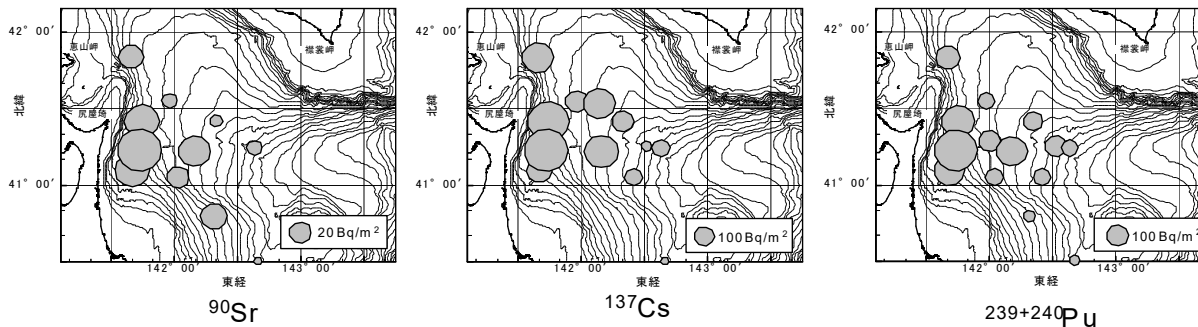 42° 00′
恵山岬
襟裳岬
北緯
尻屋埼
41° 00′
20 Bq/m²
142° 00′
143° 00′
東経
⁹⁰Sr
42° 00′
恵山岬
襟裳岬
北緯
尻屋埼
41° 00′
100 Bq/m²
142° 00′
143° 00′
東経
¹³⁷Cs
42° 00′
恵山岬
襟裳岬
北緯
尻屋埼
41° 00′
100 Bq/m²
142° 00′
143° 00′
東経
²³⁹⁺²⁴⁰Pu